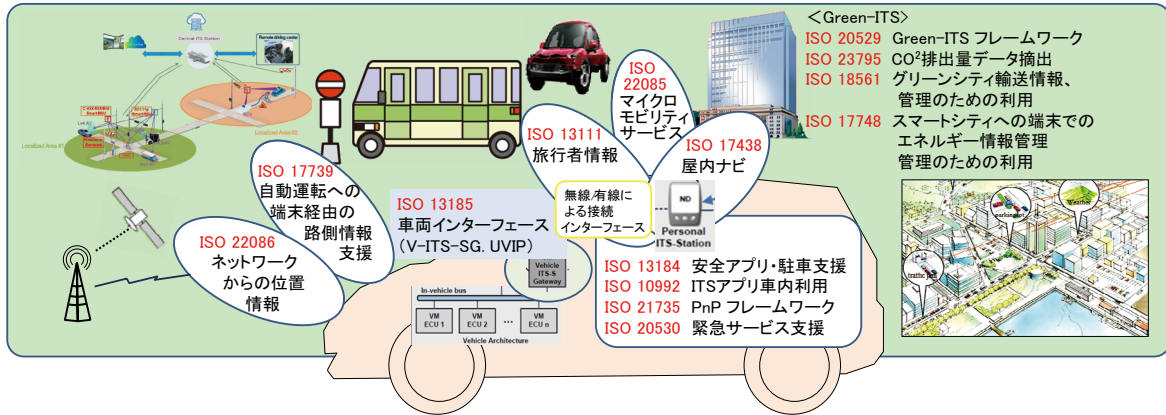 Central-ITS Station
Remote driving center
Localized Area #2
Localized Area #1
ISO 17739
自動運転への
端末経由の
路側情報
支援
ISO 22086
ネットワーク
からの位置
情報
ISO 13185
車両インターフェース
（V-ITS-SG. UVIP）
Vehicle
ITS-S
Gateway
In-vehicle bus
VM
ECU 1
VM
ECU 2
...
VM
ECU n
Vehicle Architecture
ISO 13111
旅行者情報
ISO
22085
マイクロ
モビリティ
サービス
ISO 17438
屋内ナビ
無線/有線に
よる接続
インターフェース
ND
Personal
ITS-Station
ISO 13184 安全アプリ・駐車支援
ISO 10992 ITSアプリ車内利用
ISO 21735 PnP フレームワーク
ISO 20530 緊急サービス支援
＜Green-ITS＞
ISO 20529 Green-ITS フレームワーク
ISO 23795 CO²排出量データ摘出
ISO 18561 グリーンシティ輸送情報、
管理のための利用
ISO 17748 スマートシティへの端末での
エネルギー情報管理
管理のための利用
parking lot
Weather